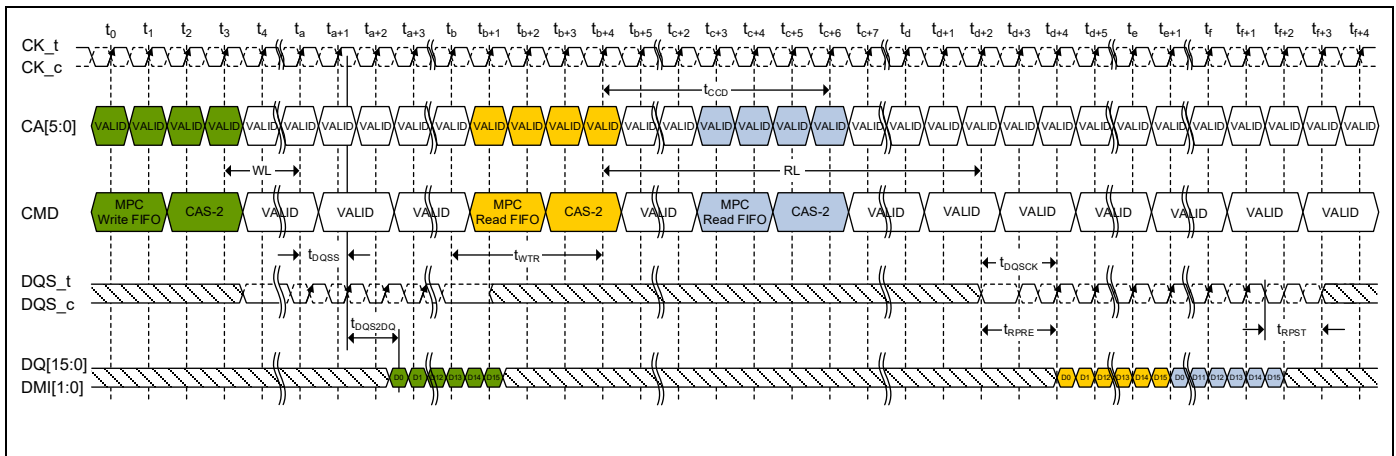 t0 t1 t2 t3 t4 ta ta+1 ta+2 ta+3 tb tb+1 tb+2 tb+3 tb+4 tb+5 tc+2 tc+3 tc+4 tc+5 tc+6 tc+7 td td+1 td+2 td+3 td+4 td+5 te te+1 tf tf+1 tf+2 tf+3 tf+4
CK_t
CK_c
tCCD
CA[5:0] VALID VALID VALID VALID VALID VALID VALID VALID VALID VALID VALID VALID VALID VALID VALID VALID VALID VALID VALID VALID VALID VALID VALID VALID VALID VALID VALID VALID VALID VALID VALID VALID VALID VALID
WL RL
MPC MPC MPC
CMD CAS-2 VALID VALID VALID CAS-2 VALID CAS-2 VALID VALID VALID VALID VALID VALID VALID
Write FIFO Read FIFO Read FIFO
tDQSS tWTR tDQSCK
DQS_t
DQS_c
tDQS2DQ tRPRE tRPST
DQ[15:0]
D0 D1 D12 D13 D14 D15 D0 D1 D12 D13 D14 D15 D0 D11 D12 D13 D14 D15
DMI[1:0]